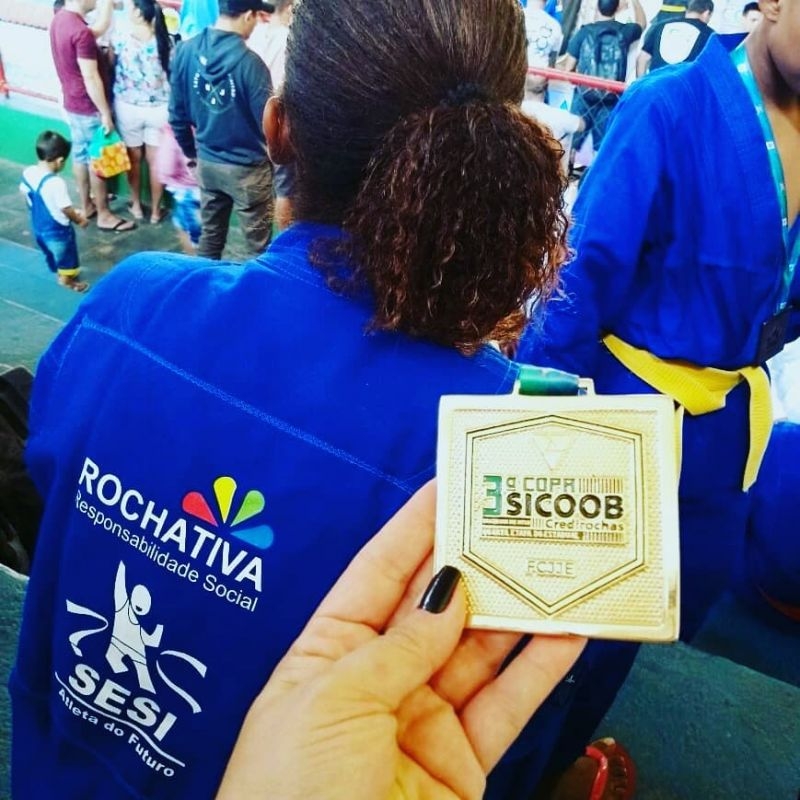 ROCHATIVA
Responsabilidade Social
SESI
Atleta do Futuro
3ª COPA
SICOOB
Credirochas
FCJJE